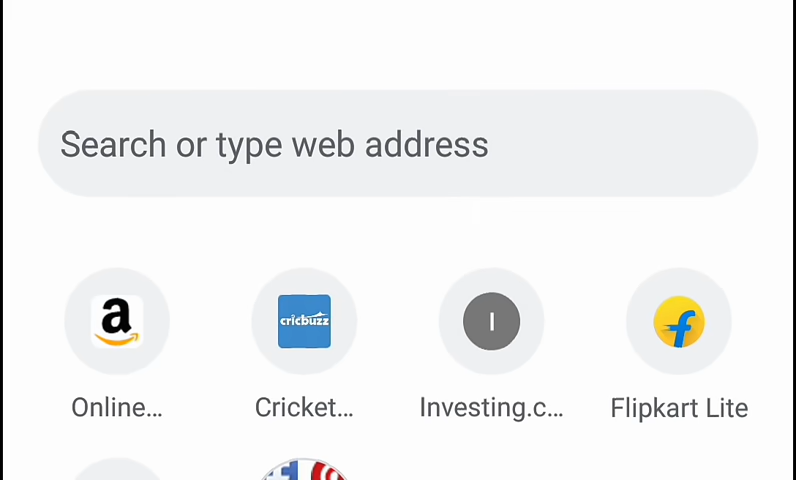 Search or type web address
a
cricbuzz
I
f
Online...
Cricket...
Investing.c...
Flipkart Lite